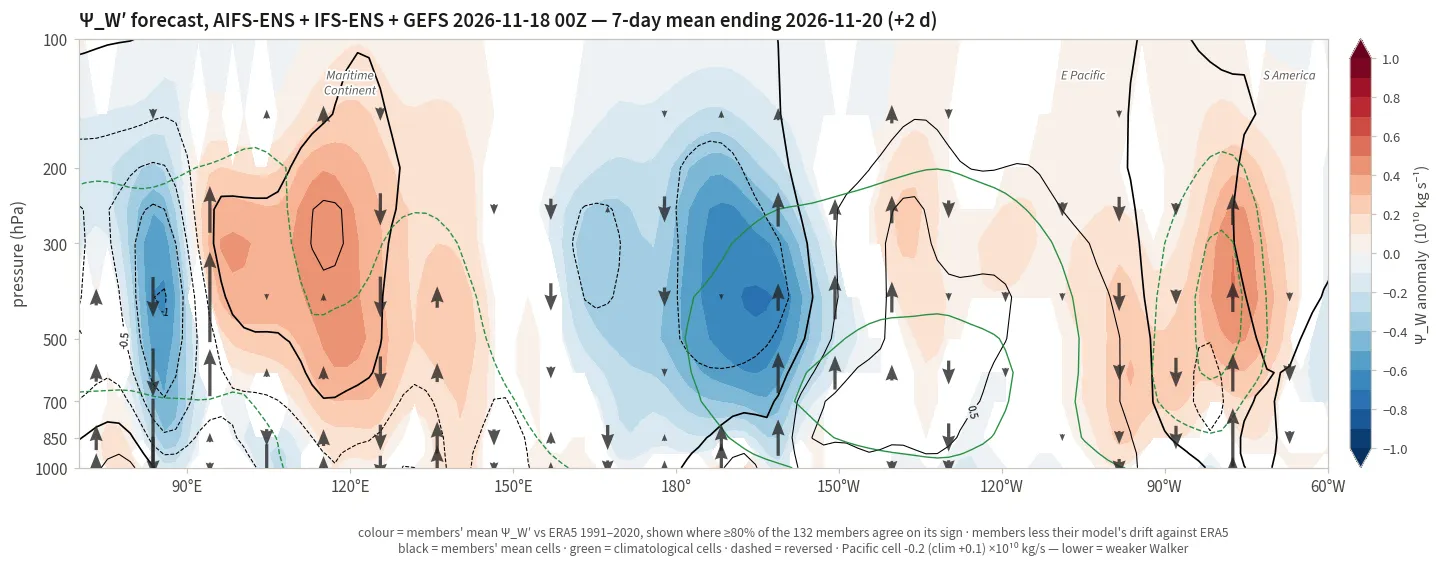 Ψ_W′ forecast, AIFS-ENS + IFS-ENS + GEFS 2026-11-18 00Z — 7-day mean ending 2026-11-20 (+2 d)
100
200
300
500
700
850
1000
pressure (hPa)
Maritime
Continent
E Pacific
S America
-0.5
-1
0.5
90°E
120°E
150°E
180°
150°W
120°W
90°W
60°W
1.0
0.8
0.6
0.4
0.2
0.0
−0.2
−0.4
−0.6
−0.8
−1.0
Ψ_W anomaly (10¹⁰ kg s⁻¹)
colour = members' mean Ψ_W′ vs ERA5 1991–2020, shown where ≥80% of the 132 members agree on its sign · members less their model's drift against ERA5
black = members' mean cells · green = climatological cells · dashed = reversed · Pacific cell -0.2 (clim +0.1) ×10¹⁰ kg/s — lower = weaker Walker